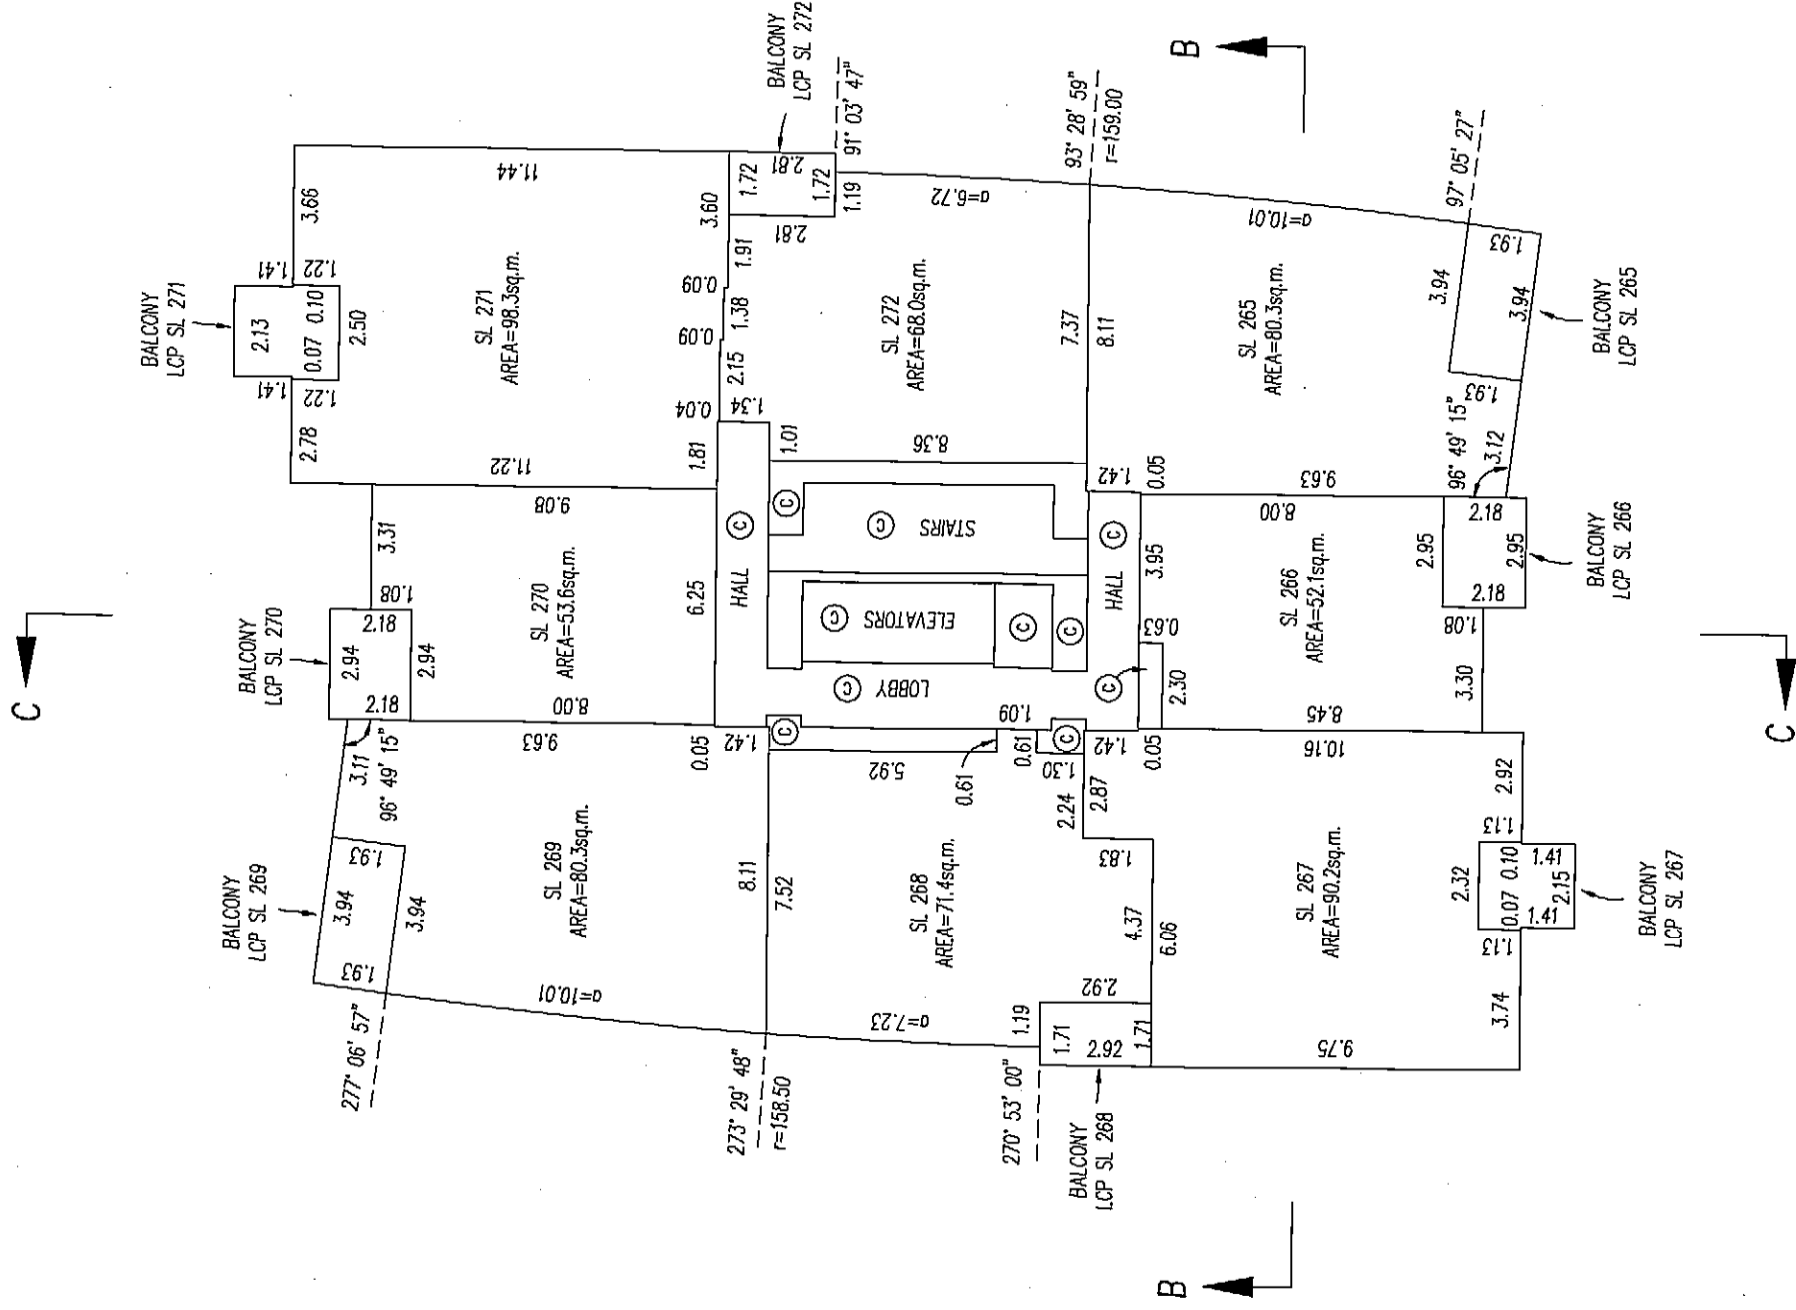 C
BALCONY
LCP SL 272
91° 03' 47"
B
BALCONY
LCP SL 271
1.41
2.13
1.41
3.66
1.22
0.07 0.10
2.50
1.22
2.78
11.44
SL 271
AREA=98.3sq.m.
11.22
1.81
0.04
2.15
0.09
1.38
0.09
1.91
3.60
1.72
2.81
1.72
1.19
2.81
BALCONY
LCP SL 270
2.94
2.18
2.18
2.94
1.08
3.31
9.08
SL 270
AREA=53.6sq.m.
8.00
6.25
HALL
C
1.34
1.01
SL 272
AREA=68.0sq.m.
a=6.72
8.36
7.37
93° 28' 59"
r=159.00
BALCONY
LCP SL 269
3.94
1.93
1.93
3.94
3.11
96° 49' 15"
9.63
0.05
1.42
SL 269
AREA=80.3sq.m.
a=10.01
8.11
277° 06' 57"
C
C
STAIRS
C
ELEVATORS
C
C
C
LOBBY
C
HALL
C
C
C
8.11
1.42
0.05
SL 265
AREA=80.3sq.m.
a=10.01
9.63
97° 05' 27"
3.94
1.93
3.94
1.93
96° 49' 15"
3.12
BALCONY
LCP SL 265
3.95
0.63
2.30
8.00
SL 266
AREA=52.1sq.m.
8.45
2.95
2.18
2.95
2.18
1.08
3.30
BALCONY
LCP SL 266
273° 29' 48"
r=158.50
7.52
5.92
0.61
1.09
0.61
1.30
2.24
1.83
4.37
SL 268
AREA=71.4sq.m.
a=7.23
1.19
2.92
1.71
2.92
1.71
270° 53' 00"
BALCONY
LCP SL 268
1.42
0.05
2.87
6.06
10.16
SL 267
AREA=90.2sq.m.
9.75
2.92
1.13
2.32
0.07 0.10
1.41
2.15
1.41
1.13
3.74
BALCONY
LCP SL 267
C
B